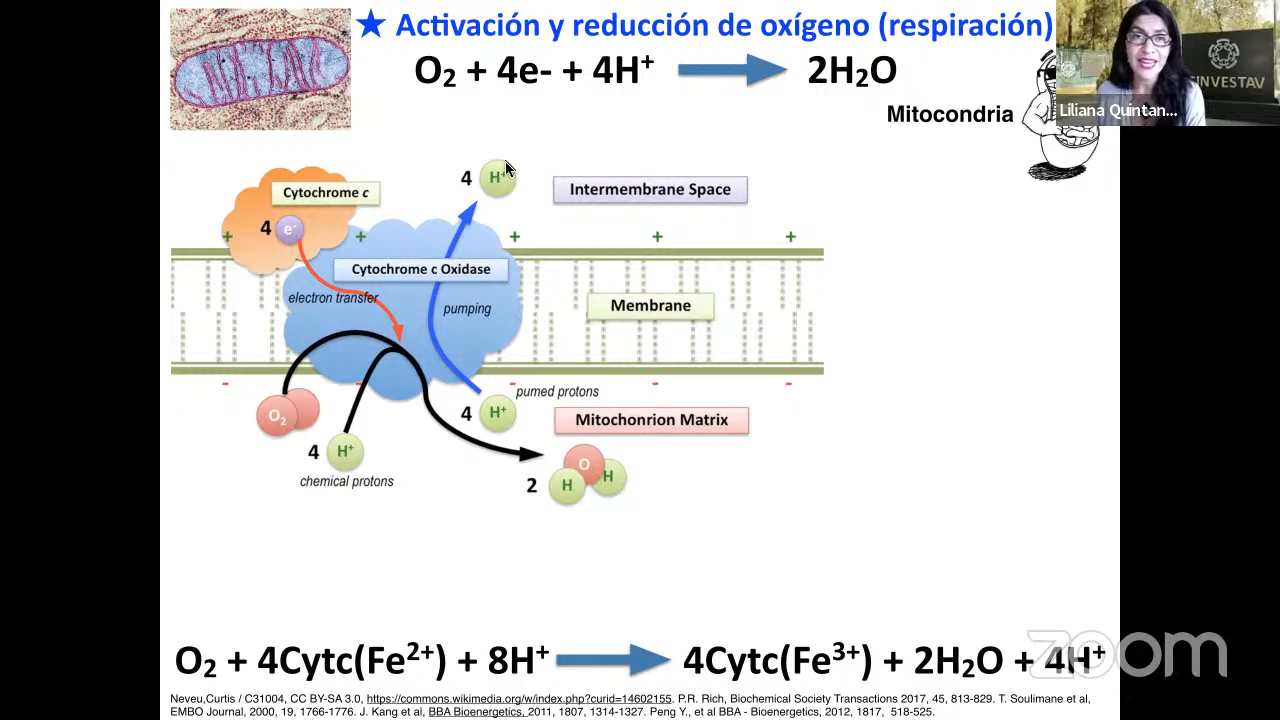 ★ Activación y reducción de oxígeno (respiración)
O₂ + 4e- + 4H⁺ 2H₂O
Mitocondria
CINVESTAV
Liliana Quintan...
Cytochrome c
4 H⁺
Intermembrane Space
4 e⁻
+ + + + +
Cytochrome c Oxidase
electron transfer
pumping
Membrane
- - - - -
pumed protons
O₂
4 H⁺
Mitochonrion Matrix
4 H⁺
chemical protons
O
2 H H
O₂ + 4Cytc(Fe²⁺) + 8H⁺ 4Cytc(Fe³⁺) + 2H₂O + 4H⁺
zoom
Neveu,Curtis / C31004, CC BY-SA 3.0, https://commons.wikimedia.org/w/index.php?curid=14602155. P.R. Rich, Biochemical Society Transactions 2017, 45, 813-829. T. Soulimane et al,
EMBO Journal, 2000, 19, 1766-1776. J. Kang et al, BBA Bioenergetics, 2011, 1807, 1314-1327. Peng Y., et al BBA - Bioenergetics, 2012, 1817, 518-525.